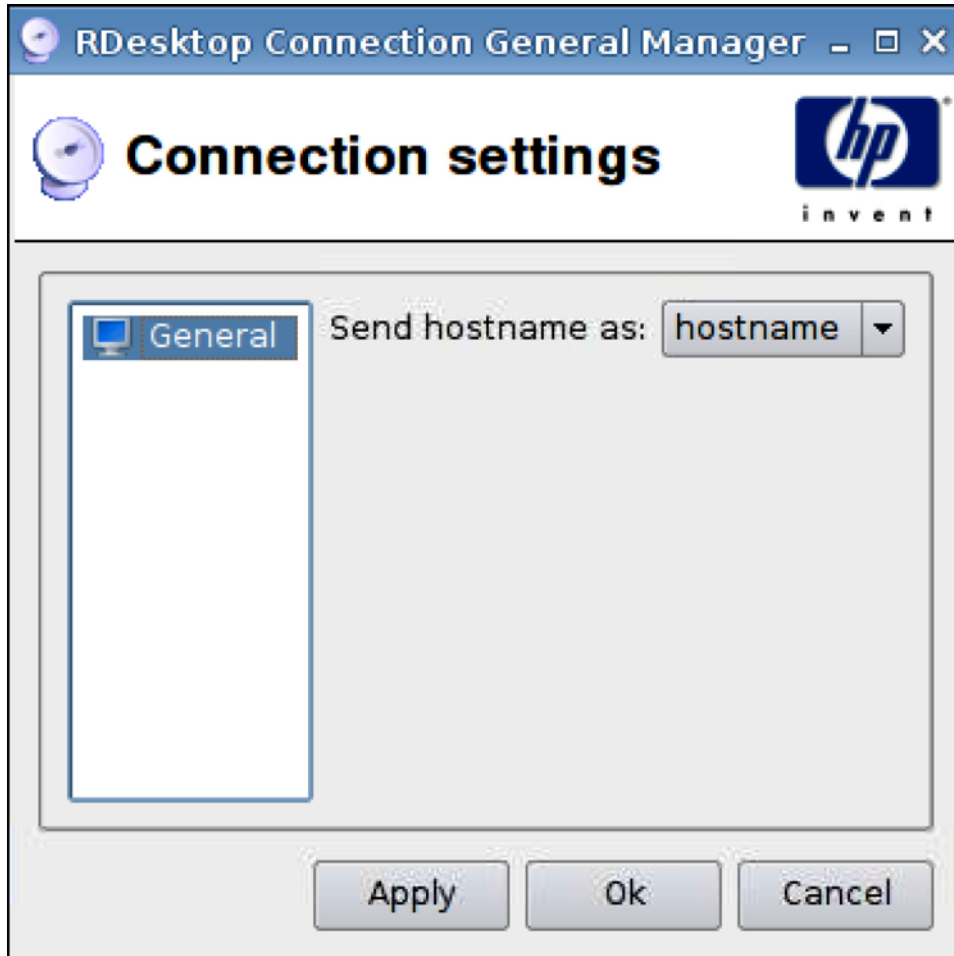 RDesktop Connection General Manager
Connection settings
hp
invent
General
Send hostname as: hostname
Apply Ok Cancel